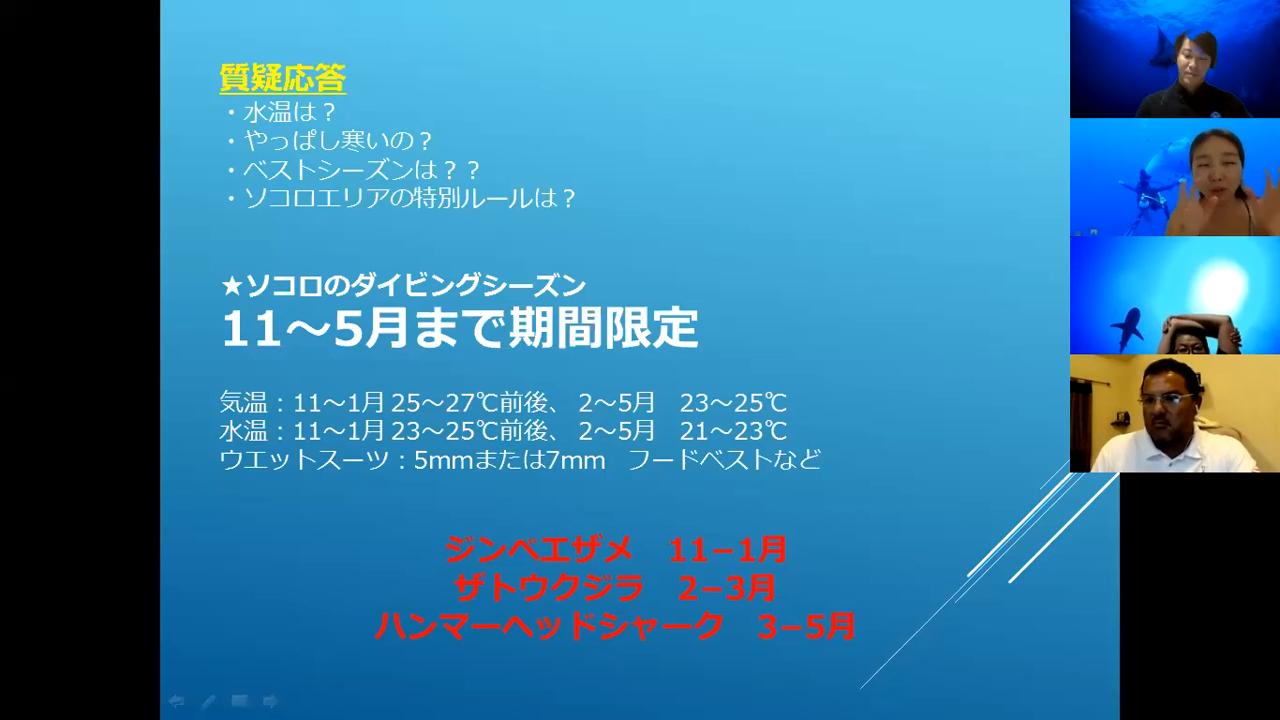 質疑応答
・水温は？
・やっぱし寒いの？
・ベストシーズンは？？
・ソコロエリアの特別ルールは？
★ソコロのダイビングシーズン
11～5月まで期間限定
気温：11～1月 25～27℃前後、 2～5月　23～25℃
水温：11～1月 23～25℃前後、 2～5月　21～23℃
ウエットスーツ：5mmまたは7mm　フードベストなど
ジンベエザメ　11–1月
ザトウクジラ　2–3月
ハンマーヘッドシャーク　3–5月